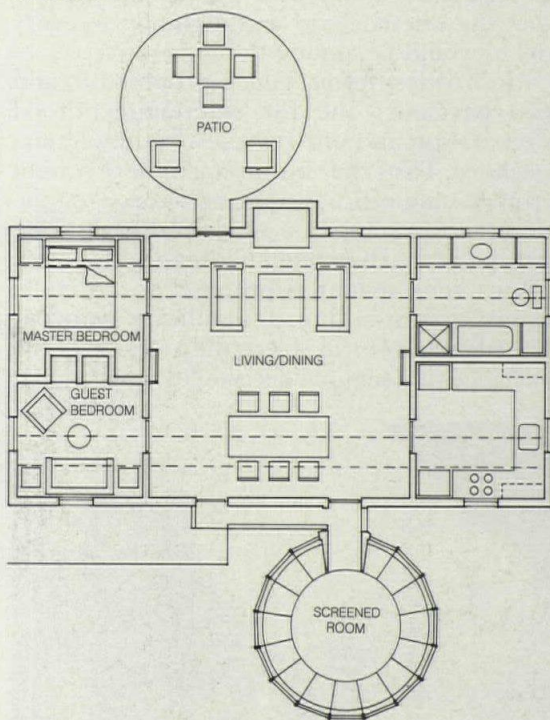 PATIO
MASTER BEDROOM
LIVING/DINING
GUEST
BEDROOM
SCREENED
ROOM